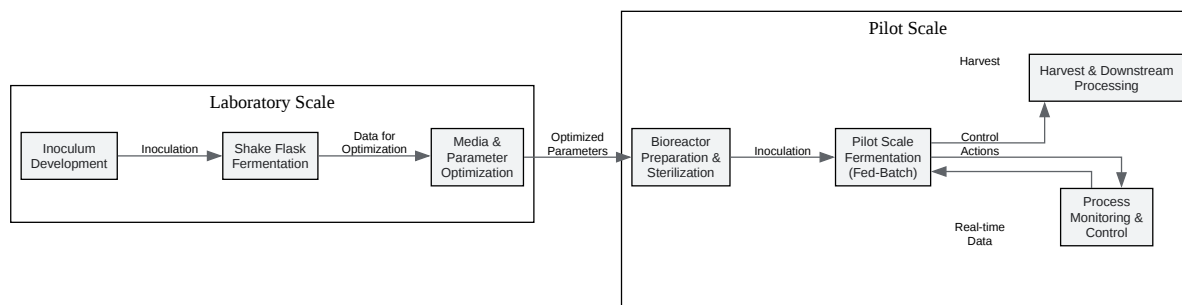 Pilot Scale
Harvest
Harvest & Downstream
Processing
Laboratory Scale
Inoculum
Development
Inoculation
Shake Flask
Fermentation
Data for
Optimization
Media &
Parameter
Optimization
Optimized
Parameters
Bioreactor
Preparation &
Sterilization
Inoculation
Pilot Scale
Fermentation
(Fed-Batch)
Control
Actions
Process
Monitoring &
Control
Real-time
Data